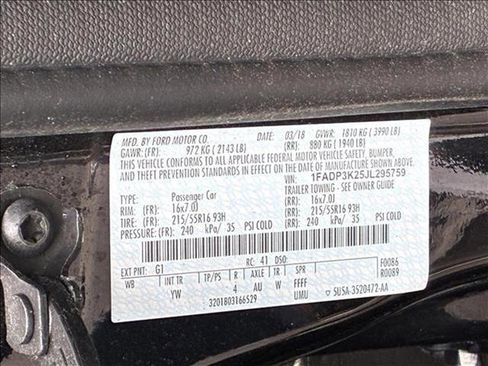 MFD. BY FORD MOTOR CO. DATE: 03/18 GVWR: 1810 KG ( 3990 LB)
GAWR: (FR): 972 KG ( 2143 LB) (RR): 880 KG ( 1940 LB)
THIS VEHICLE CONFORMS TO ALL APPLICABLE FEDERAL MOTOR VEHICLE SAFETY, BUMPER,
AND THEFT PREVENTION STANDARDS IN EFFECT ON THE DATE OF MANUFACTURE SHOWN ABOVE.
VIN: 1FADP3K25JL295759
TYPE: Passenger Car TRAILER TOWING - SEE OWNERS GUIDE
RIM: (FR): 16x7.0J (RR): 16x7.0J
TIRE: (FR): 215/55R16 93H (RR): 215/55R16 93H
PRESSURE: (FR): 240 kPa/ 35 PSI COLD (RR): 240 kPa/ 35 PSI COLD
EXT PNT: G1 RC: 41 DSO: F0086
WB INT TR TP/PS R AXLE TR SPR R0089
YW 4 AU W FFFF
3201803166529 UMU ▽ 5USA-3520472-AA